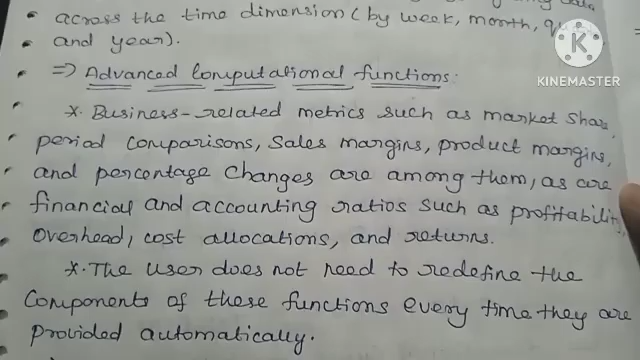 across the time dimension (by week, month,
and year).
KINEMASTER
=> Advanced Computational functions:
*. Business-related metrics such as market share,
period comparisons, sales margins, product margins,
and percentage changes are among them, as are
financial and accounting ratios such as profitability,
overhead, cost allocations, and returns.
*. The user does not need to redefine the
Components of these functions every time they are
provided automatically.